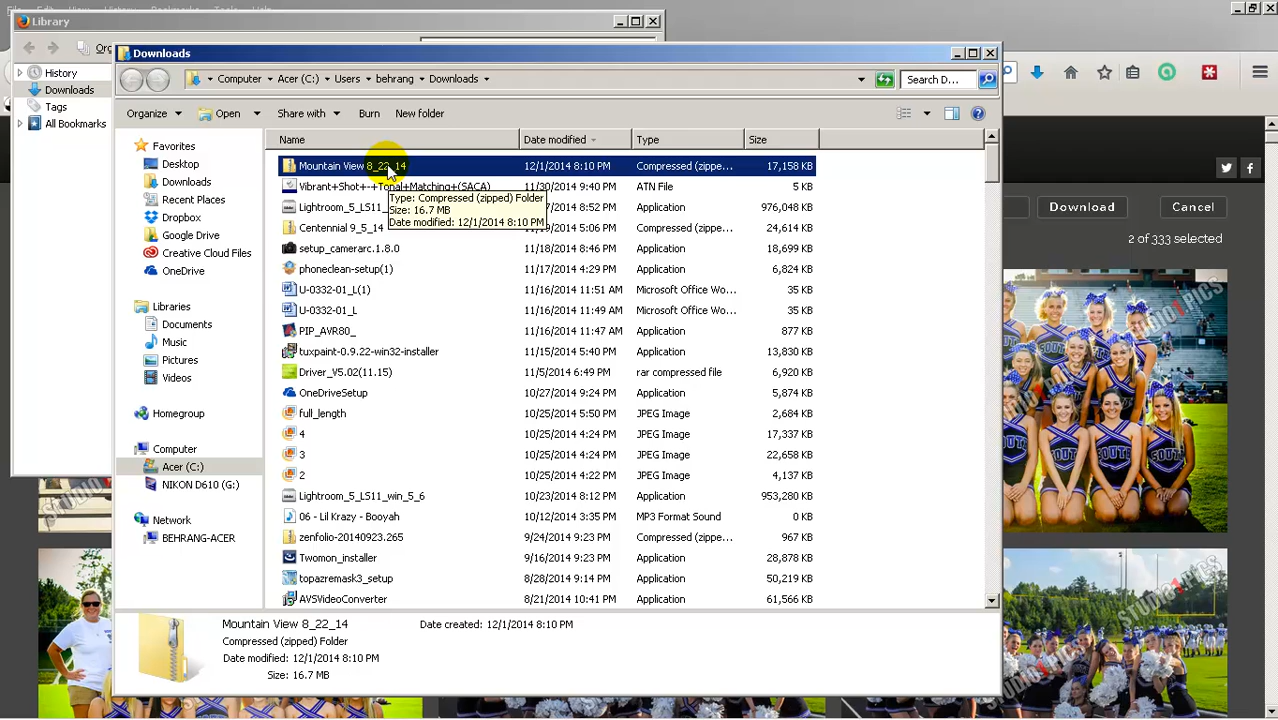 Library
Downloads
Computer Acer (C:) Users behrang Downloads
Search D...
Organize Open Share with Burn New folder
Name Date modified Type Size
Favorites
Desktop
Downloads
Recent Places
Dropbox
Google Drive
Creative Cloud Files
OneDrive
Libraries
Documents
Music
Pictures
Videos
Homegroup
Computer
Acer (C:)
NIKON D610 (G:)
Network
BEHRANG-ACER
Mountain View 8_22_14 12/1/2014 8:10 PM Compressed (zippe... 17,158 KB
Vibrant+Shot+-+Tonal+Matching+(SACA) 11/30/2014 9:40 PM ATN File 5 KB
Type: Compressed (zipped) Folder
Size: 16.7 MB
Date modified: 12/1/2014 8:10 PM
Lightroom_5_LS11_ 8:52 PM Application 976,048 KB
Centennial 9_5_14 5:06 PM Compressed (zippe... 24,614 KB
setup_camerarc.1.8.0 11/18/2014 8:46 PM Application 18,699 KB
phoneclean-setup(1) 11/17/2014 4:29 PM Application 6,824 KB
U-0332-01_L(1) 11/16/2014 11:51 AM Microsoft Office Wo... 35 KB
U-0332-01_L 11/16/2014 11:49 AM Microsoft Office Wo... 35 KB
PIP_AVR80_ 11/16/2014 11:47 AM Application 877 KB
tuxpaint-0.9.22-win32-installer 11/15/2014 5:40 PM Application 13,830 KB
Driver_V5.02(11.15) 11/5/2014 6:49 PM rar compressed file 6,920 KB
OneDriveSetup 10/27/2014 9:24 PM Application 5,874 KB
full_length 10/25/2014 5:50 PM JPEG Image 2,684 KB
4 10/25/2014 4:24 PM JPEG Image 17,337 KB
3 10/25/2014 4:24 PM JPEG Image 22,658 KB
2 10/25/2014 4:22 PM JPEG Image 4,137 KB
Lightroom_5_LS11_win_5_6 10/23/2014 8:12 PM Application 953,280 KB
06 - Lil Krazy - Booyah 10/12/2014 3:35 PM MP3 Format Sound 0 KB
zenfolio-20140923.265 9/24/2014 9:23 PM Compressed (zippe... 967 KB
Twomon_installer 9/16/2014 9:23 PM Application 28,878 KB
topazremask3_setup 8/28/2014 9:14 PM Application 50,219 KB
AVSVideoConverter 8/21/2014 10:41 PM Application 61,566 KB
Mountain View 8_22_14 Date created: 12/1/2014 8:10 PM
Compressed (zipped) Folder
Date modified: 12/1/2014 8:10 PM
Size: 16.7 MB
History
Downloads
Tags
All Bookmarks
Download Cancel
2 of 333 selected